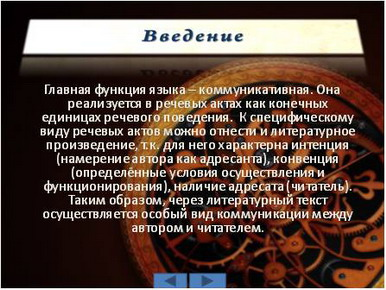 Введение
Главная функция языка – коммуникативная. Она
реализуется в речевых актах как конечных
единицах речевого поведения. К специфическому
виду речевых актов можно отнести и литературное
произведение, т.к. для него характерна интенция
(намерение автора как адресанта), конвенция
(определённые условия осуществления и
функционирования), наличие адресата (читатель).
Таким образом, через литературный текст
осуществляется особый вид коммуникации между
автором и читателем.